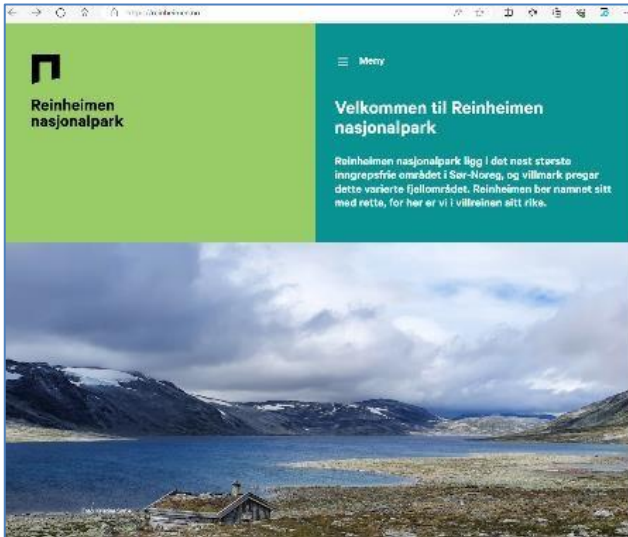 Reinheimen
nasjonalpark
Meny
Velkommen til Reinheimen
nasjonalpark
Reinheimen nasjonalpark ligg i det nest største
inngrepsfrie området i Sør-Noreg, og villmark pregar
dette varierte fjellområdet. Reinheimen ber namnet sitt
med rette, for her er vi i villreinen sitt rike.